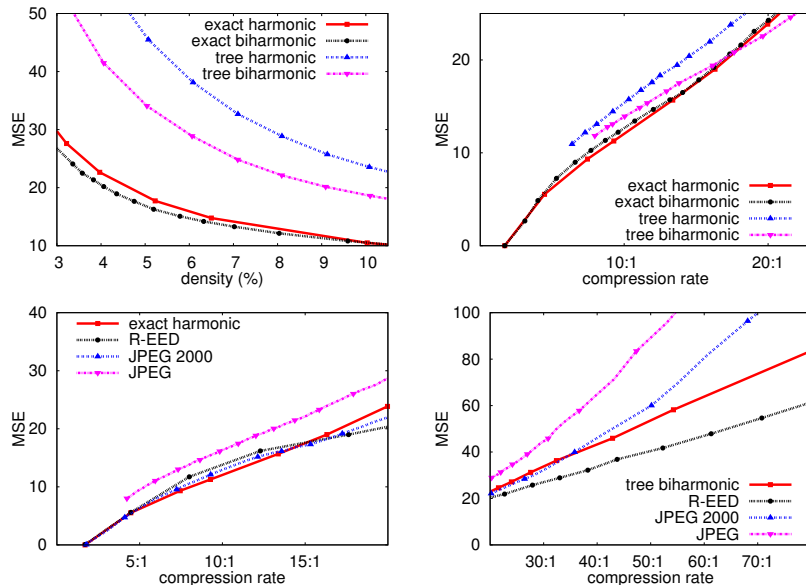 50
40
30
20
10
MSE
3 4 5 6 7 8 9 10
density (%)
exact harmonic
exact biharmonic
tree harmonic
tree biharmonic
20
10
0
MSE
10:1 20:1
compression rate
exact harmonic
exact biharmonic
tree harmonic
tree biharmonic
40
30
20
10
0
MSE
5:1 10:1 15:1
compression rate
exact harmonic
R-EED
JPEG 2000
JPEG
100
80
60
40
20
0
MSE
30:1 40:1 50:1 60:1 70:1
compression rate
tree biharmonic
R-EED
JPEG 2000
JPEG